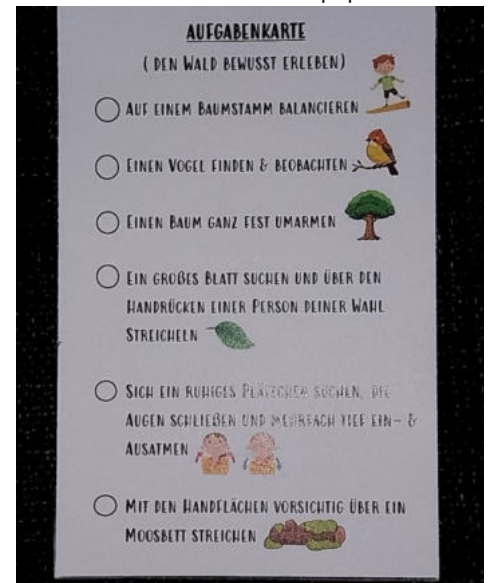 AUFGABENKARTE
( DEN WALD BEWUSST ERLEBEN)
AUF EINEM BAUMSTAMM BALANCIEREN
EINEN VOGEL FINDEN & BEOBACHTEN
EINEN BAUM GANZ FEST UMARMEN
EIN GROẞES BLATT SUCHEN UND ÜBER DEN
HANDRÜCKEN EINER PERSON DEINER WAHL
STREICHELN
SICH EIN RUHIGES PLÄTZCHEN SUCHEN, DIE
AUGEN SCHLIEẞEN UND MEHRFACH TIEF EIN- &
AUSATMEN
MIT DEN HANDFLÄCHEN VORSICHTIG ÜBER EIN
MOOSBETT STREICHEN